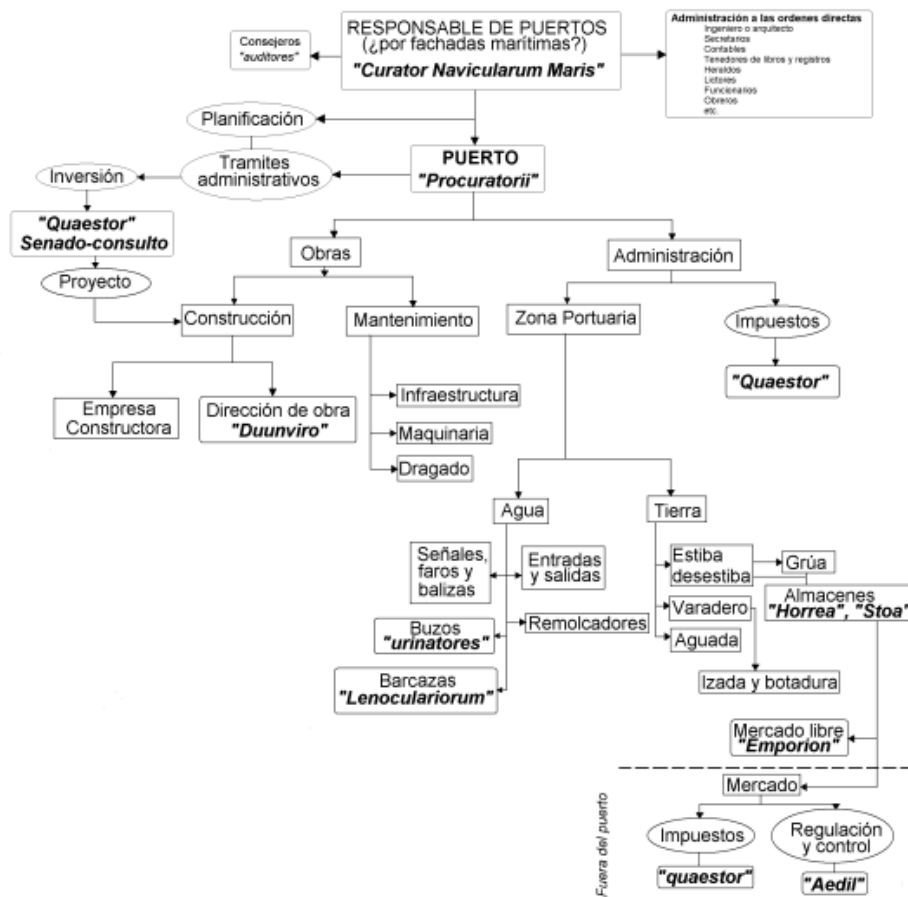 RESPONSABLE DE PUERTOS
(¿por fachadas marítimas?)
"Curator Navicularum Maris"
Consejeros
"auditores"
Administración a las ordenes directas
Ingeniero o arquitecto
Secretarios
Contables
Tenedores de libros y registros
Heraldos
Lictores
Funcionarios
Obreros
etc.
Planificación
Tramites
administrativos
Inversión
PUERTO
"Procuratorii"
"Quaestor"
Senado-consulto
Proyecto
Obras
Administración
Construcción
Mantenimiento
Zona Portuaria
Impuestos
"Quaestor"
Empresa
Constructora
Dirección de obra
"Duunviro"
Infraestructura
Maquinaria
Dragado
Agua
Tierra
Señales,
faros y
balizas
Entradas
y salidas
Buzos
"urinatores"
Remolcadores
Barcazas
"Lenoculariorum"
Estiba
desestiba
Grúa
Almacenes
"Horrea", "Stoa"
Varadero
Aguada
Izada y botadura
Mercado libre
"Emporion"
Fuera del puerto
Mercado
Impuestos
"quaestor"
Regulación
y control
"Aedil"